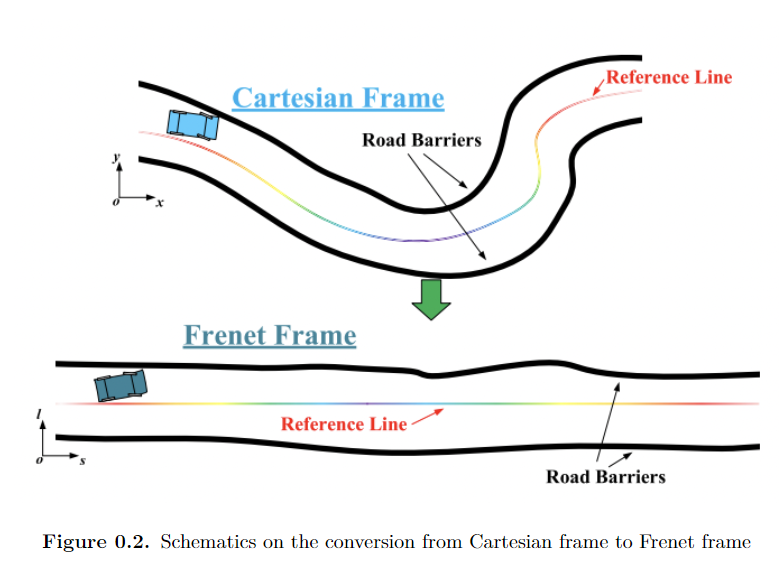 Reference Line
Cartesian Frame
Road Barriers
y
o
x
Frenet Frame
Reference Line
l
o
s
Road Barriers
Figure 0.2. Schematics on the conversion from Cartesian frame to Frenet frame